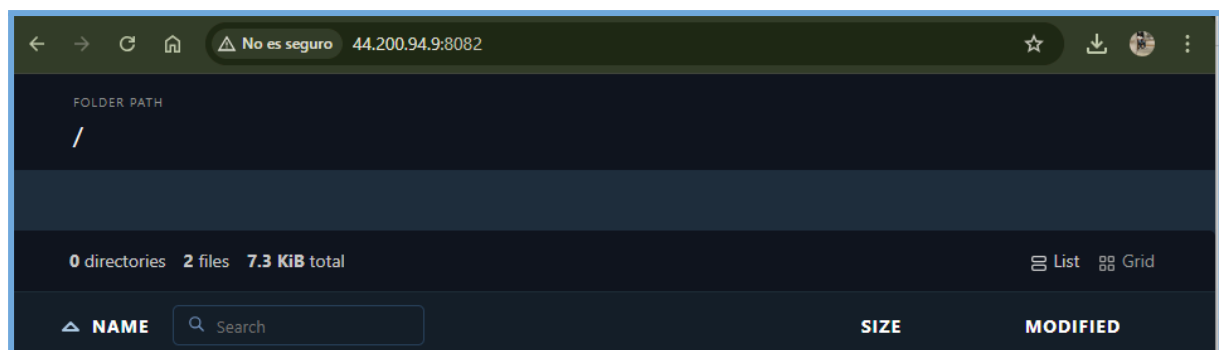 No es seguro 44.200.94.9:8082
FOLDER PATH
/
0 directories 2 files 7.3 KiB total List Grid
NAME Search SIZE MODIFIED